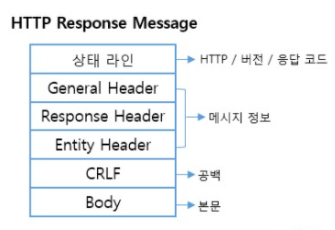 HTTP Response Message
상태 라인
HTTP / 버전 / 응답 코드
General Header
Response Header
메시지 정보
Entity Header
CRLF
공백
Body
본문